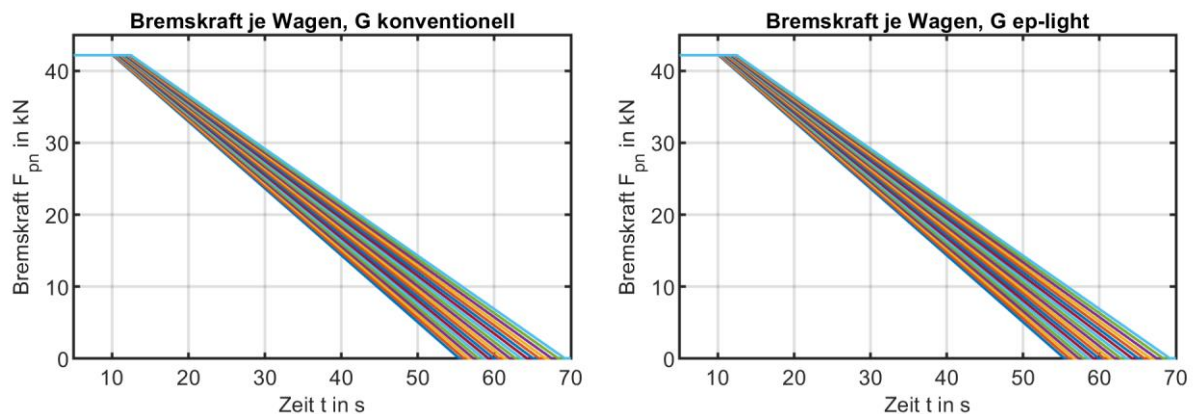 Bremskraft je Wagen, G konventionell
Bremskraft F_pn in kN
40
30
20
10
0
10 20 30 40 50 60 70
Zeit t in s
Bremskraft je Wagen, G ep-light
Bremskraft F_pn in kN
40
30
20
10
0
10 20 30 40 50 60 70
Zeit t in s